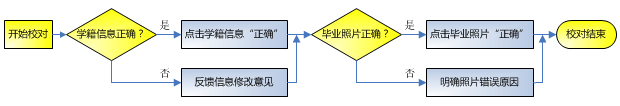 开始校对
学籍信息正确？
是
点击学籍信息“正确”
否
反馈信息修改意见
毕业照片正确？
是
点击毕业照片“正确”
否
明确照片错误原因
校对结束